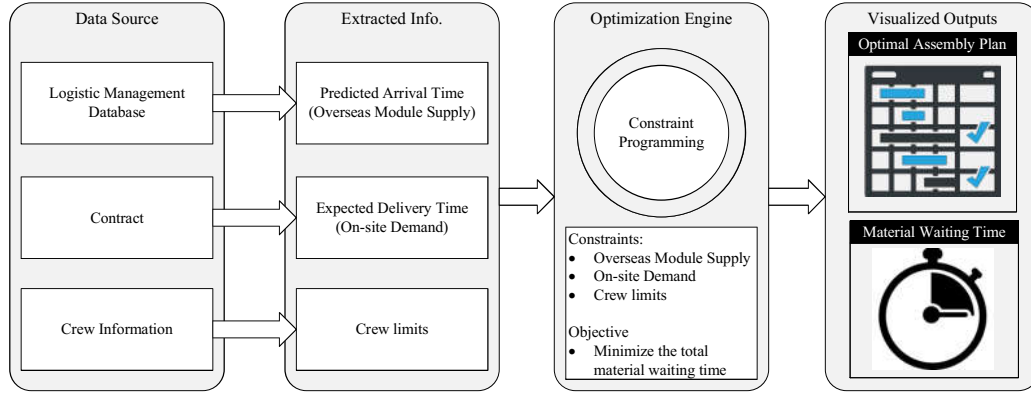 Data Source
Logistic Management
Database
Contract
Crew Information
Extracted Info.
Predicted Arrival Time
(Overseas Module Supply)
Expected Delivery Time
(On-site Demand)
Crew limits
Optimization Engine
Constraint
Programming
Constraints:
• Overseas Module Supply
• On-site Demand
• Crew limits
Objective
• Minimize the total
material waiting time
Visualized Outputs
Optimal Assembly Plan
Material Waiting Time